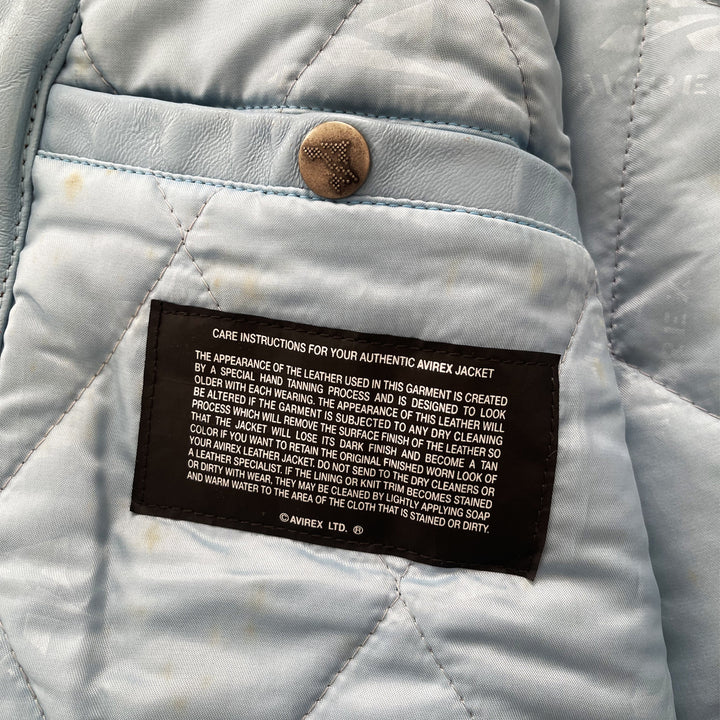 AVIREX
CARE INSTRUCTIONS FOR YOUR AUTHENTIC AVIREX JACKET
THE APPEARANCE OF THE LEATHER USED IN THIS GARMENT IS CREATED
BY A SPECIAL HAND TANNING PROCESS AND IS DESIGNED TO LOOK
OLDER WITH EACH WEARING. THE APPEARANCE OF THIS LEATHER WILL
BE ALTERED IF THE GARMENT IS SUBJECTED TO ANY DRY CLEANING
PROCESS WHICH WILL REMOVE THE SURFACE FINISH OF THE LEATHER SO
THAT THE JACKET WILL LOSE ITS DARK FINISH AND BECOME A TAN
COLOR IF YOU WANT TO RETAIN THE ORIGINAL FINISHED WORN LOOK OF
YOUR AVIREX LEATHER JACKET. DO NOT SEND TO THE DRY CLEANERS OR
A LEATHER SPECIALIST. IF THE LINING OR KNIT TRIM BECOMES STAINED
OR DIRTY WITH WEAR, THEY MAY BE CLEANED BY LIGHTLY APPLYING SOAP
AND WARM WATER TO THE AREA OF THE CLOTH THAT IS STAINED OR DIRTY.
©AVIREX LTD. ®